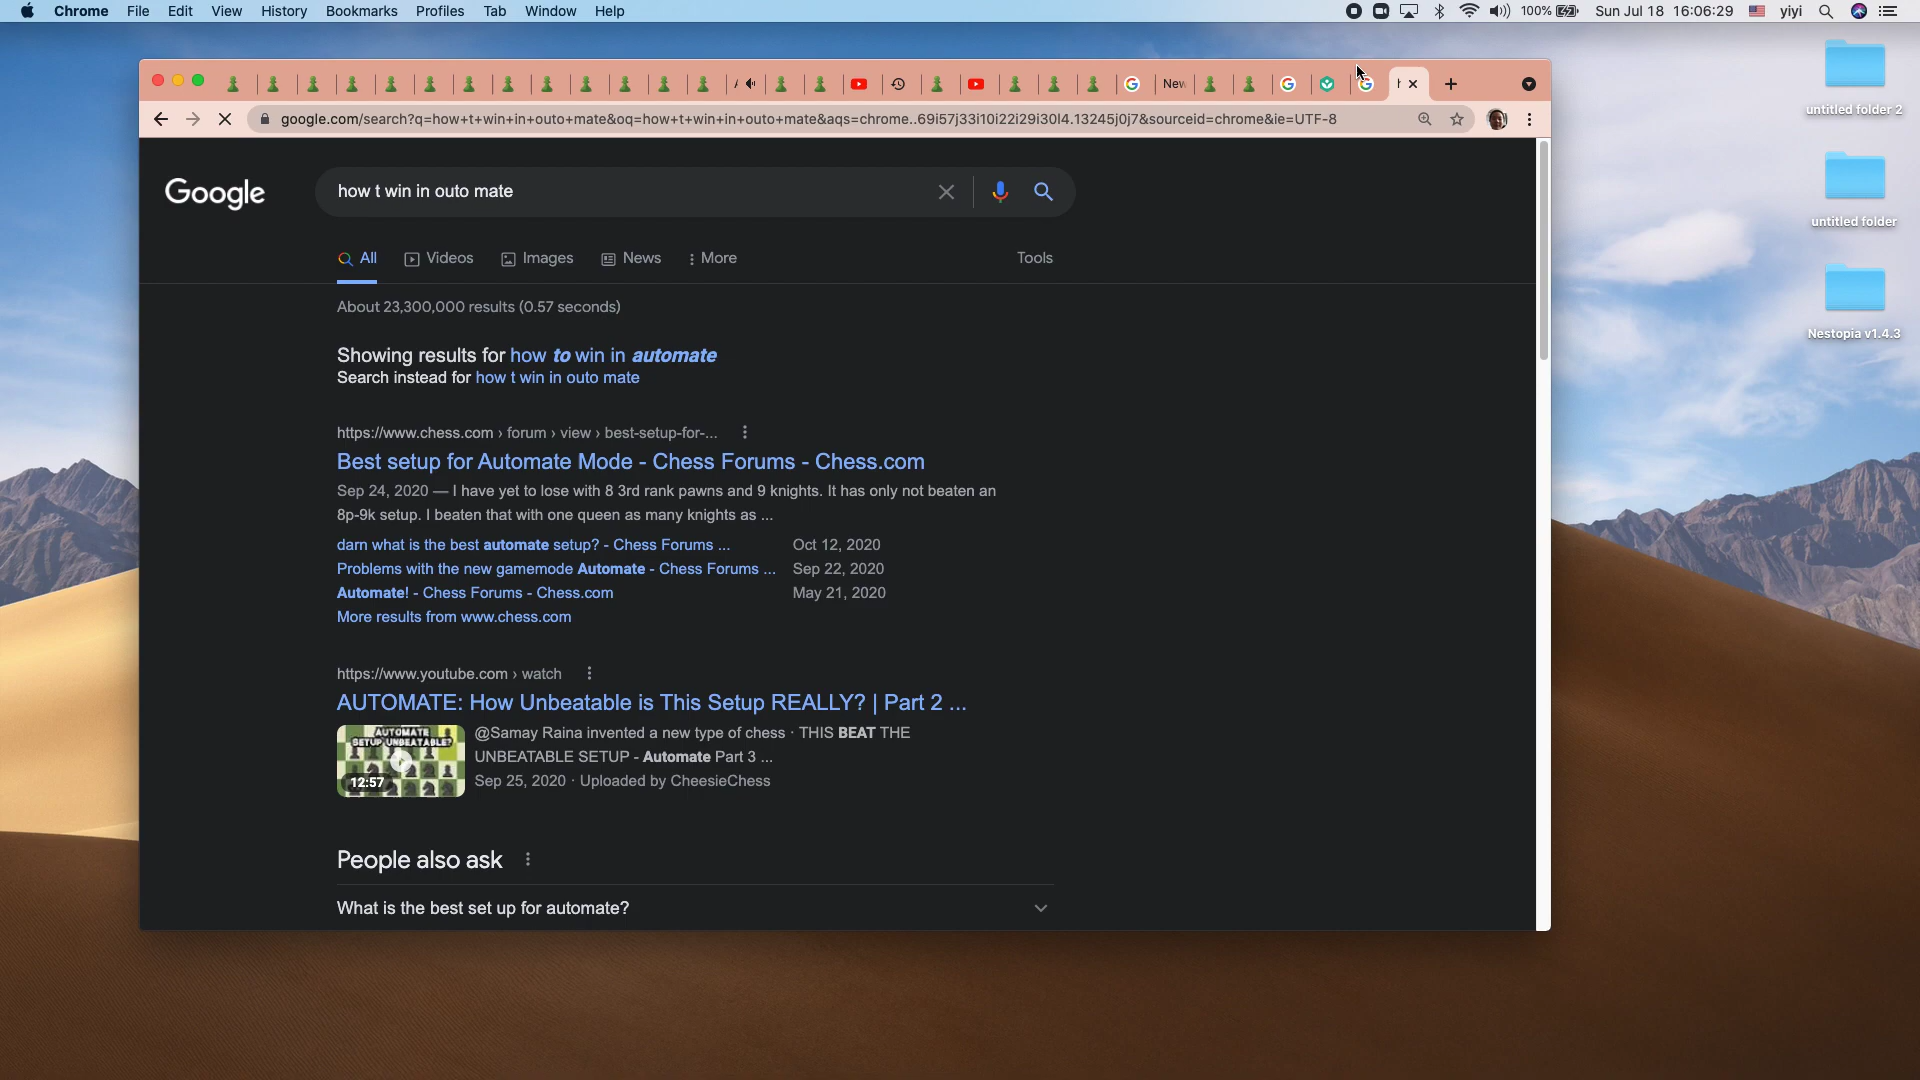 Chrome File Edit View History Bookmarks Profiles Tab Window Help
100% Sun Jul 18 16:06:29 yiyi
New
google.com/search?q=how+t+win+in+outo+mate&oq=how+t+win+in+outo+mate&aqs=chrome..69i57j33i10i22i29i30l4.13245j0j7&sourceid=chrome&ie=UTF-8
untitled folder 2
untitled folder
Nestopia v1.4.3
Google
how t win in outo mate
All Videos Images News More Tools
About 23,300,000 results (0.57 seconds)
Showing results for how to win in automate
Search instead for how t win in outo mate
https://www.chess.com › forum › view › best-setup-for-...
Best setup for Automate Mode - Chess Forums - Chess.com
Sep 24, 2020 — I have yet to lose with 8 3rd rank pawns and 9 knights. It has only not beaten an
8p-9k setup. I beaten that with one queen as many knights as ...
darn what is the best automate setup? - Chess Forums ... Oct 12, 2020
Problems with the new gamemode Automate - Chess Forums ... Sep 22, 2020
Automate! - Chess Forums - Chess.com May 21, 2020
More results from www.chess.com
https://www.youtube.com › watch
AUTOMATE: How Unbeatable is This Setup REALLY? | Part 2 ...
AUTOMATE
SETUP UNBEATABLE?
12:57
@Samay Raina invented a new type of chess · THIS BEAT THE
UNBEATABLE SETUP - Automate Part 3 ...
Sep 25, 2020 · Uploaded by CheesieChess
People also ask
What is the best set up for automate?